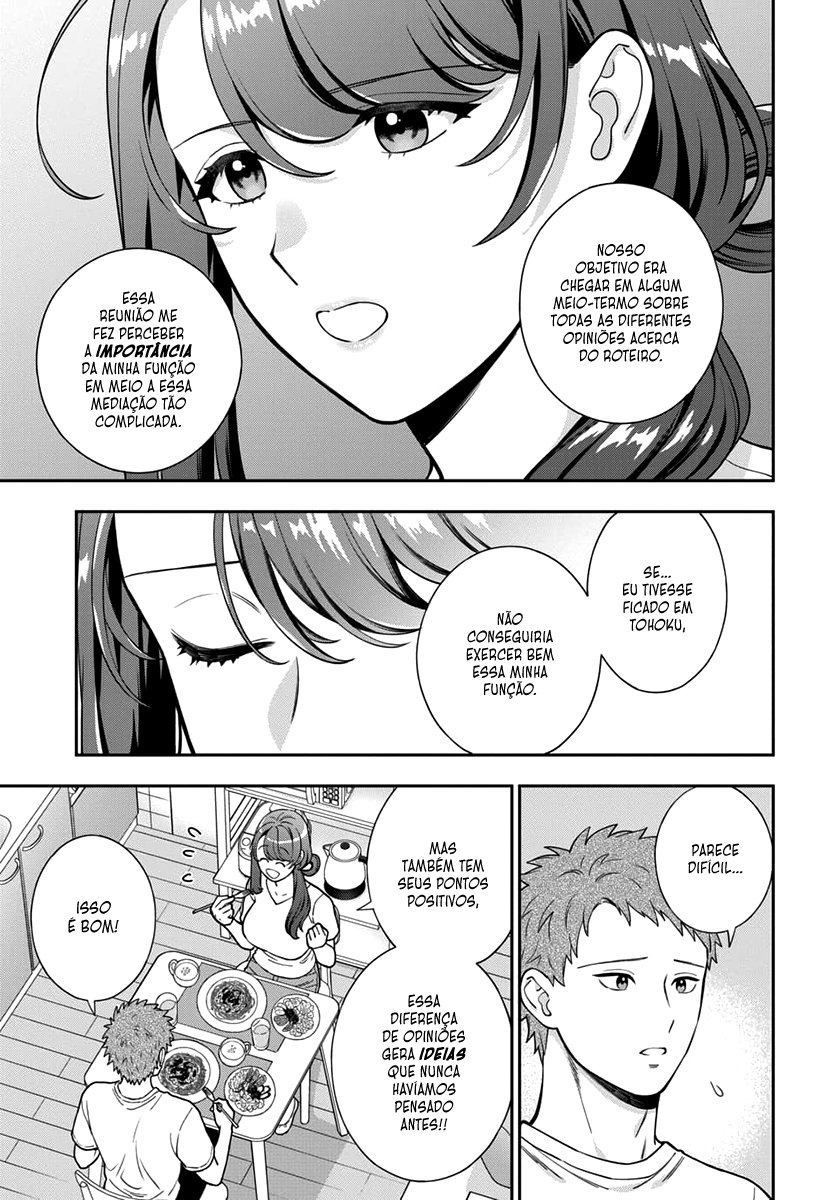 NOSSO
OBJETIVO ERA
CHEGAR EM ALGUM
MEIO-TERMO SOBRE
TODAS AS DIFERENTES
OPINIÕES ACERCA
DO ROTEIRO.
ESSA
REUNIÃO ME
FEZ PERCEBER
A IMPORTÂNCIA
DA MINHA FUNÇÃO
EM MEIO A ESSA
MEDIAÇÃO TÃO
COMPLICADA.
SE...
EU TIVESSE
FICADO EM
TOHOKU,
NÃO
CONSEGUIRIA
EXERCER BEM
ESSA MINHA
FUNÇÃO.
PARECE
DIFÍCIL...
MAS
TAMBÉM TEM
SEUS PONTOS
POSITIVOS,
ESSA
DIFERENÇA
DE OPINIÕES
GERA IDEIAS
QUE NUNCA
HAVÍAMOS
PENSADO
ANTES!!
ISSO
É BOM!